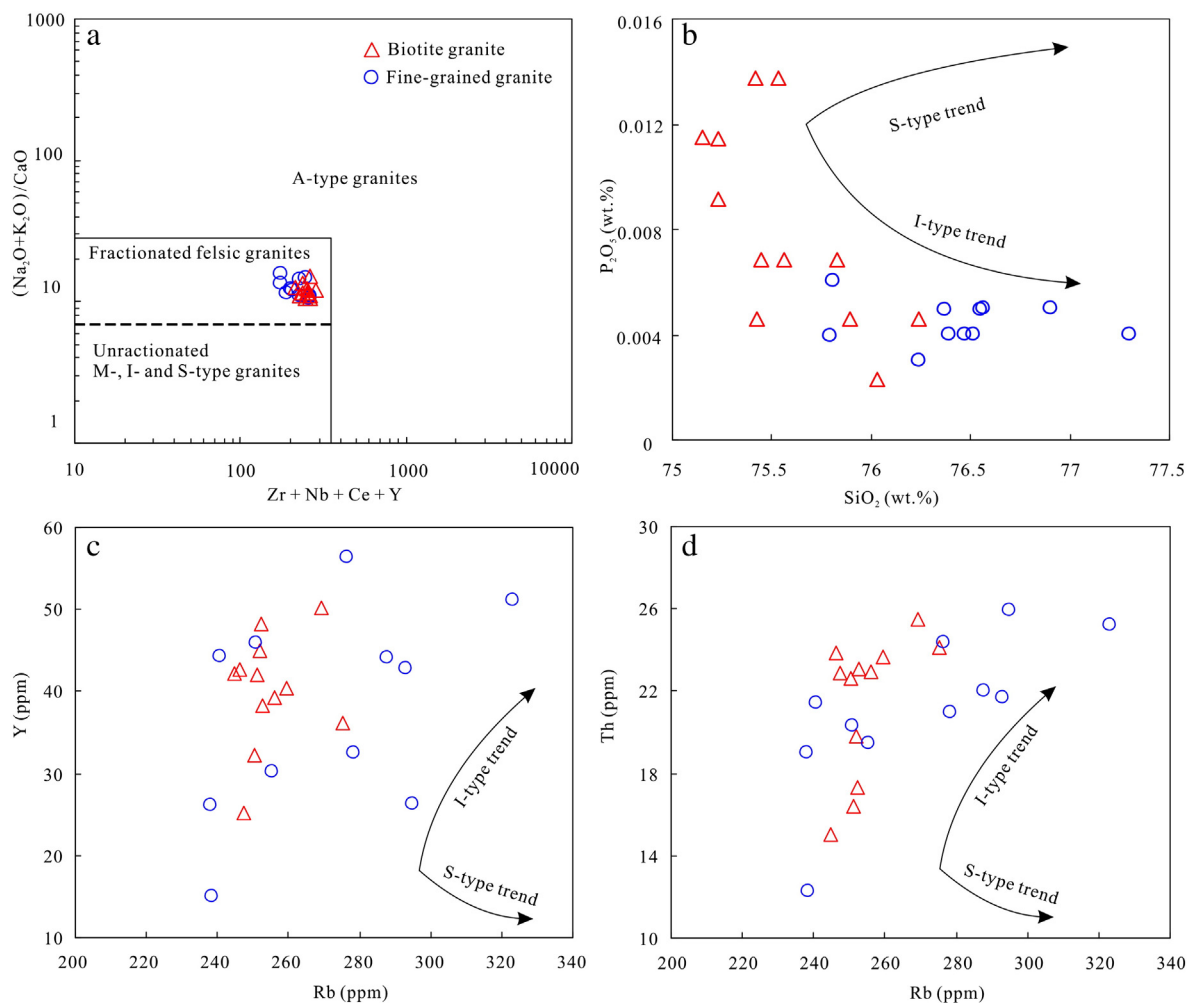 a
Biotite granite
Fine-grained granite
A-type granites
Fractionated felsic granites
Unractionated
M-, I- and S-type granites
1000
100
10
1
10
100
1000
10000
(Na₂O+K₂O)/CaO
Zr + Nb + Ce + Y
b
S-type trend
I-type trend
0.016
0.012
0.008
0.004
0
75
75.5
76
76.5
77
77.5
P₂O₅ (wt.%)
SiO₂ (wt.%)
c
I-type trend
S-type trend
60
50
40
30
20
10
200
220
240
260
280
300
320
340
Y (ppm)
Rb (ppm)
d
I-type trend
S-type trend
30
26
22
18
14
10
200
220
240
260
280
300
320
340
Th (ppm)
Rb (ppm)